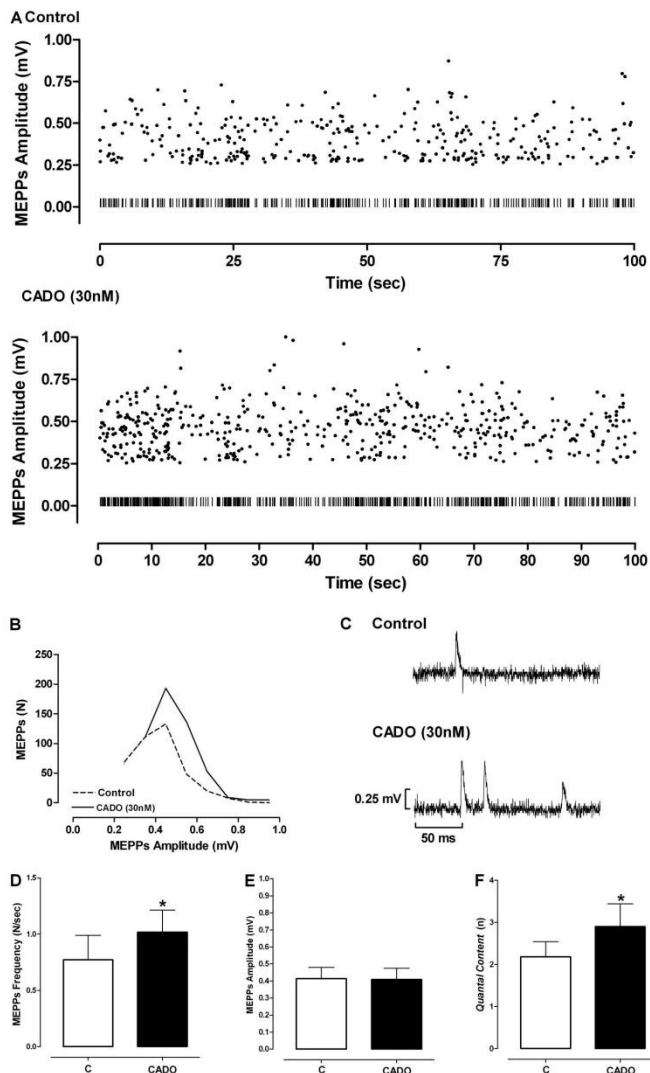 A Control
MEPPs Amplitude (mV)
1.00
0.75
0.50
0.25
0.00
0 25 50 75 100
Time (sec)
CADO (30nM)
MEPPs Amplitude (mV)
1.00
0.75
0.50
0.25
0.00
0 10 20 30 40 50 60 70 80 90 100
Time (sec)
B
MEPPs (N)
250
200
150
100
50
0
Control
CADO (30nM)
0.0 0.2 0.4 0.6 0.8 1.0
MEPPs Amplitude (mV)
C Control
CADO (30nM)
0.25 mV
50 ms
D
MEPPs Frequency (N/sec)
1.5
1.0
0.5
0.0
*
C CADO
E
MEPPs Amplitude (mV)
1.0
0.9
0.8
0.7
0.6
0.5
0.4
0.3
0.2
0.1
0.0
C CADO
F
Quantal Content (n)
4
3
2
1
0
*
C CADO